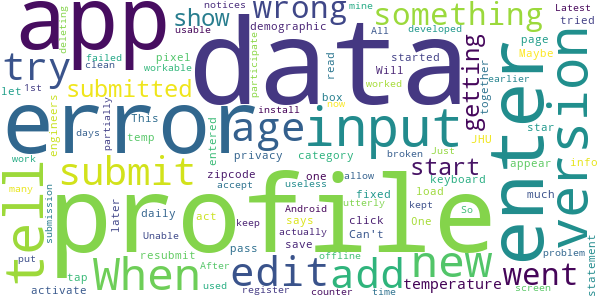 app
data
wrong
something
show
notices
usable
demographic
mine
Latest
tried
deleting
failed
clean
pixel
workable
participate
read
All
developed
started
Will
getting
page
Maybe
earlier
together
version
try
submitted
let
1st
engineers
error
age
input
enter
box
now
install
star
This
partially
days
temp
entered
privacy
category
broken
Just
JHU
appear
info
work
submit
zipcode
accept
useless
one
allow
fixed
start
load
keyboard
much
tell
profile
many
submission
later
daily
act
keep
Android
actually
utterly
kept
One
So
new
went
statement
put
activate
When
Unable
resubmit
says
click
Can't
edit
add
save
offline
pass
After
used
register
counter
time
temperature
problem
screen
tap
worked